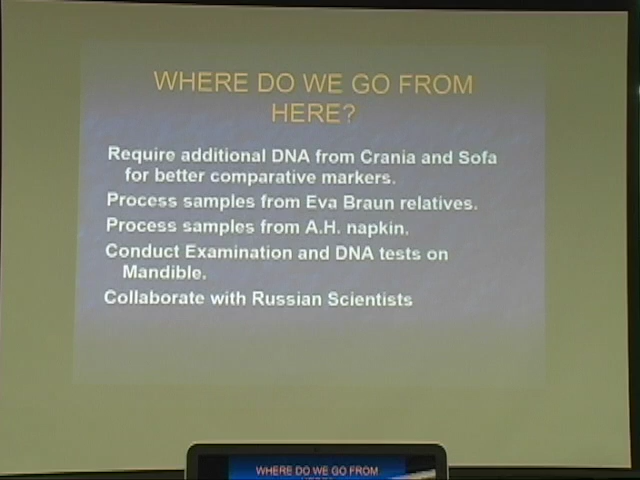 WHERE DO WE GO FROM
HERE?
Require additional DNA from Crania and Sofa
for better comparative markers.
Process samples from Eva Braun relatives.
Process samples from A.H. napkin.
Conduct Examination and DNA tests on
Mandible.
Collaborate with Russian Scientists
WHERE DO WE GO FROM